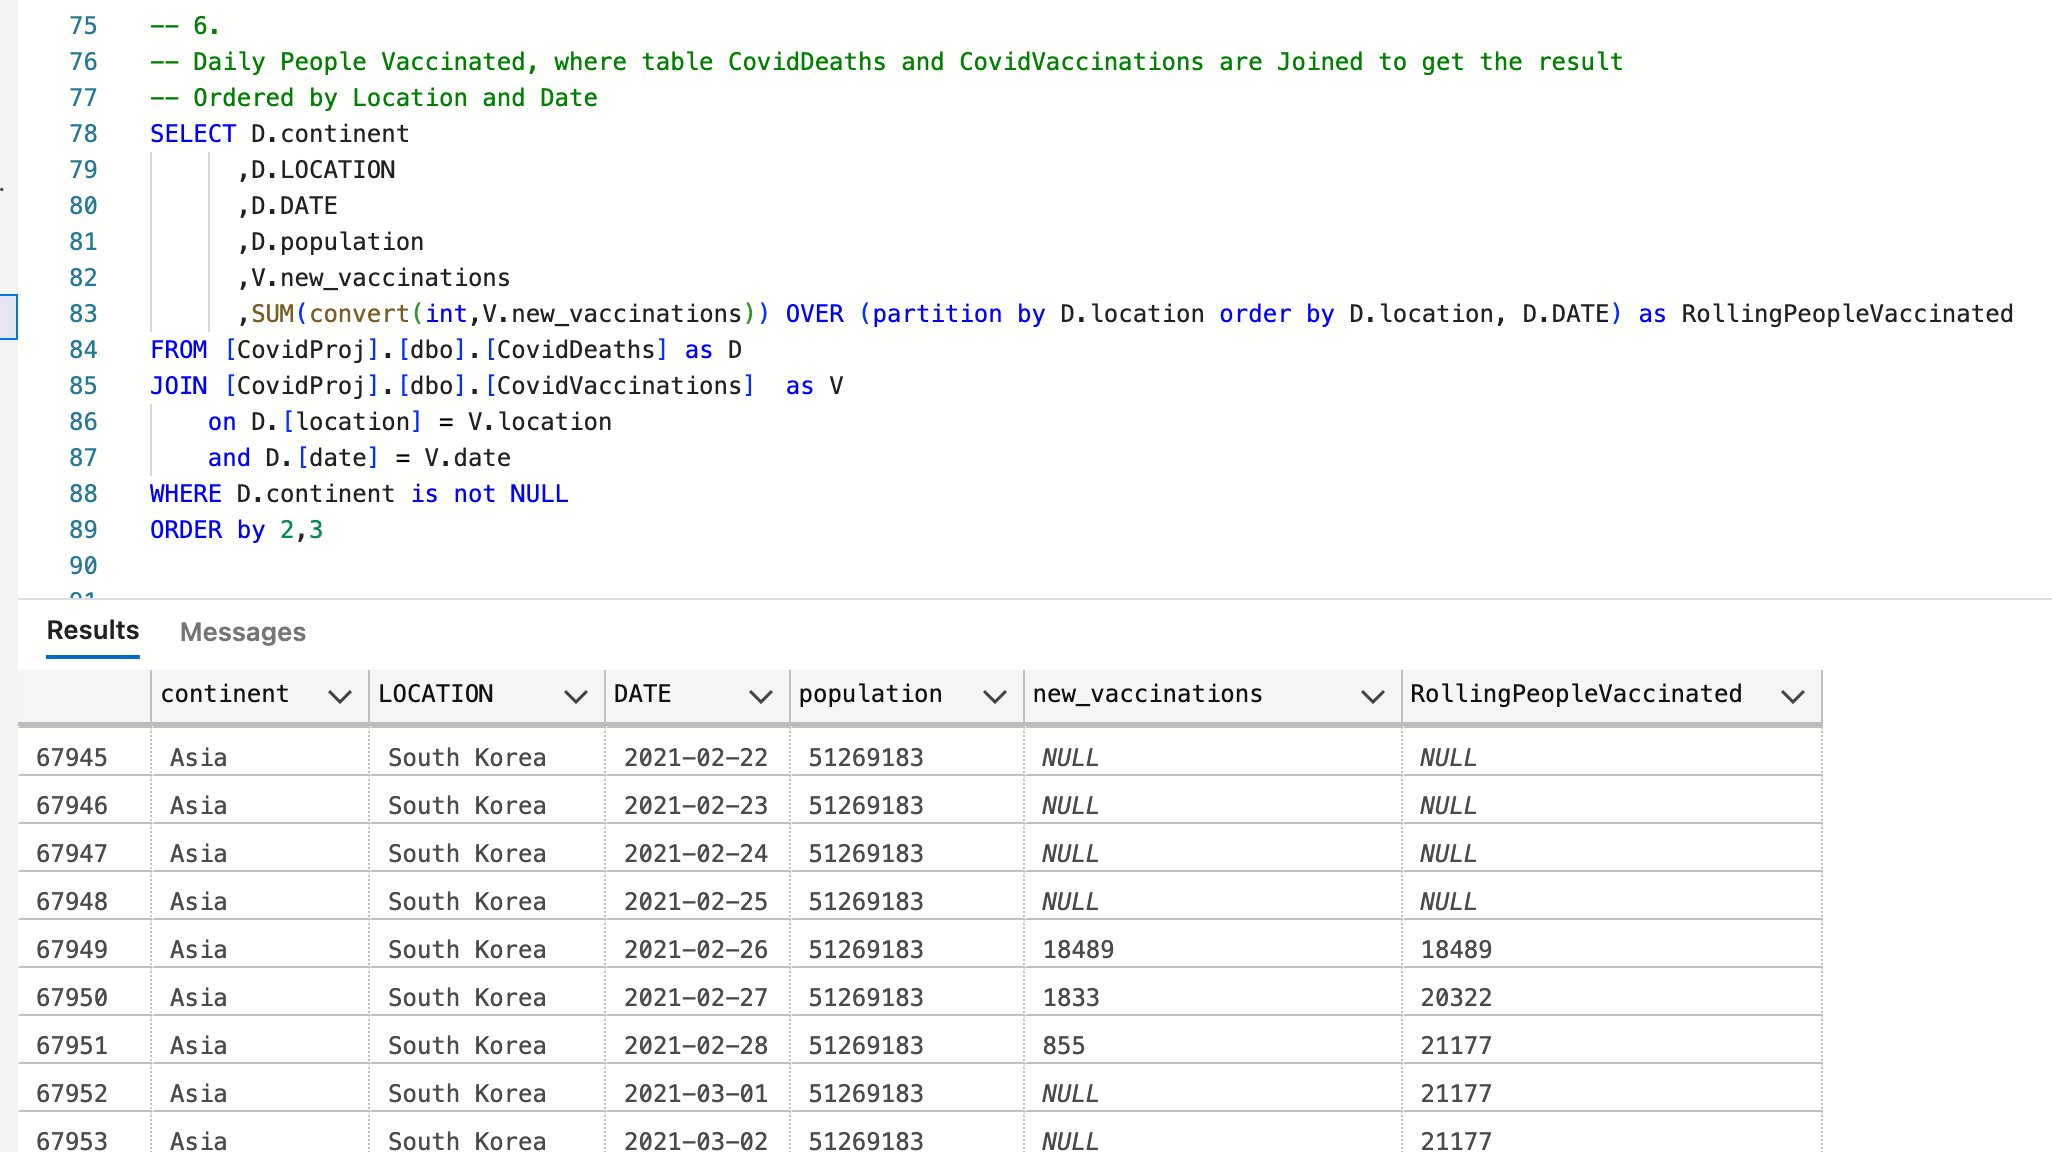 75 -- 6.
76 -- Daily People Vaccinated, where table CovidDeaths and CovidVaccinations are Joined to get the result
77 -- Ordered by Location and Date
78 SELECT D.continent
79 ,D.LOCATION
80 ,D.DATE
81 ,D.population
82 ,V.new_vaccinations
83 ,SUM(convert(int,V.new_vaccinations)) OVER (partition by D.location order by D.location, D.DATE) as RollingPeopleVaccinated
84 FROM [CovidProj].[dbo].[CovidDeaths] as D
85 JOIN [CovidProj].[dbo].[CovidVaccinations]  as V
86 on D.[location] = V.location
87 and D.[date] = V.date
88 WHERE D.continent is not NULL
89 ORDER by 2,3
90
91
Results Messages
continent LOCATION DATE population new_vaccinations RollingPeopleVaccinated
67945 Asia South Korea 2021-02-22 51269183 NULL NULL
67946 Asia South Korea 2021-02-23 51269183 NULL NULL
67947 Asia South Korea 2021-02-24 51269183 NULL NULL
67948 Asia South Korea 2021-02-25 51269183 NULL NULL
67949 Asia South Korea 2021-02-26 51269183 18489 18489
67950 Asia South Korea 2021-02-27 51269183 1833 20322
67951 Asia South Korea 2021-02-28 51269183 855 21177
67952 Asia South Korea 2021-03-01 51269183 NULL 21177
67953 Asia South Korea 2021-03-02 51269183 NULL 21177